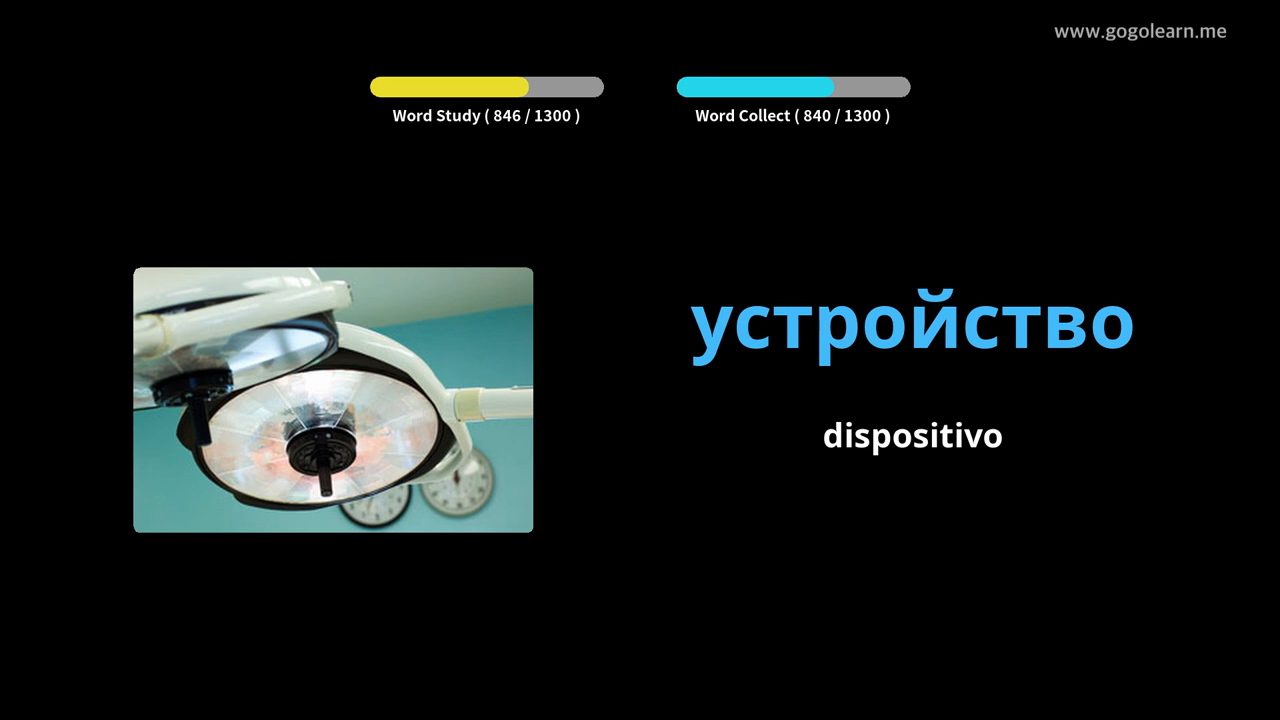 www.gogolearn.me
Word Study ( 846 / 1300 )
Word Collect ( 840 / 1300 )
устройство
dispositivo